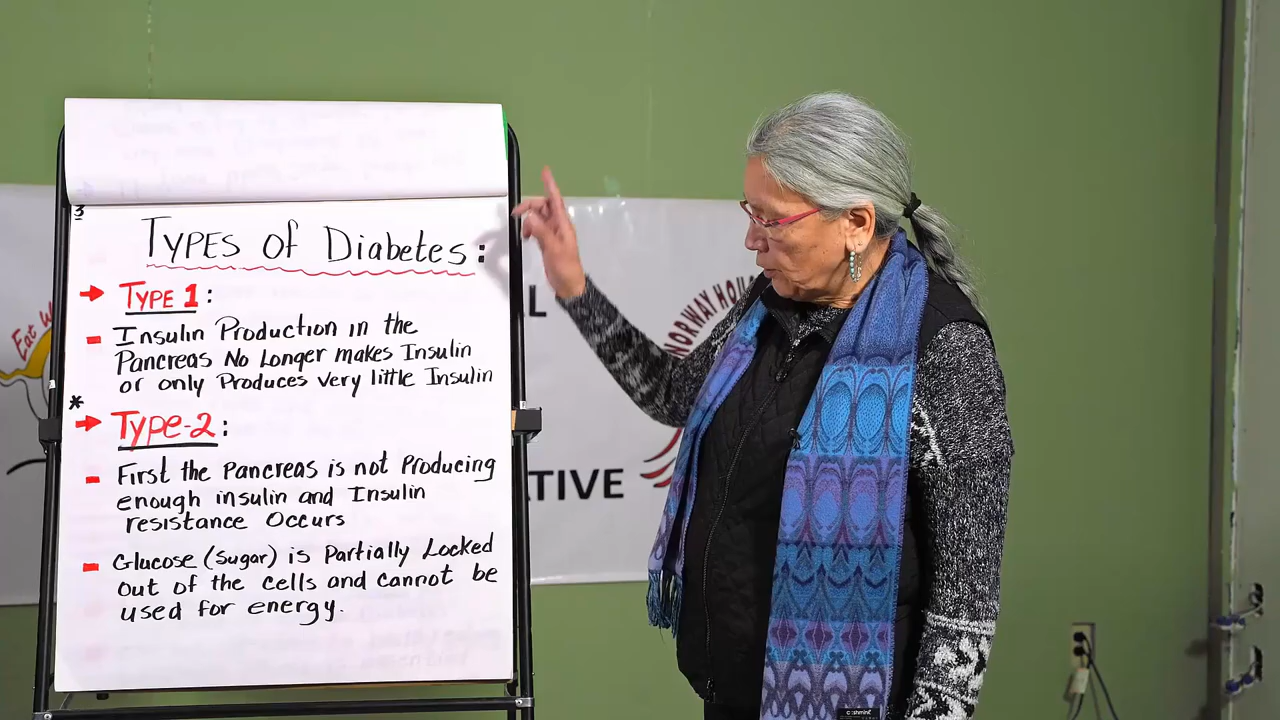 3
TYPES of Diabetes:
TYPE 1:
Insulin Production in the
Pancreas No Longer makes Insulin
or only Produces very little Insulin
*
Type-2:
First the Pancreas is not Producing
enough insulin and Insulin
resistance Occurs
Glucose (Sugar) is Partially Locked
out of the cells and cannot be
used for energy.
Eat W
L
NORWAY HOU
ATIVE